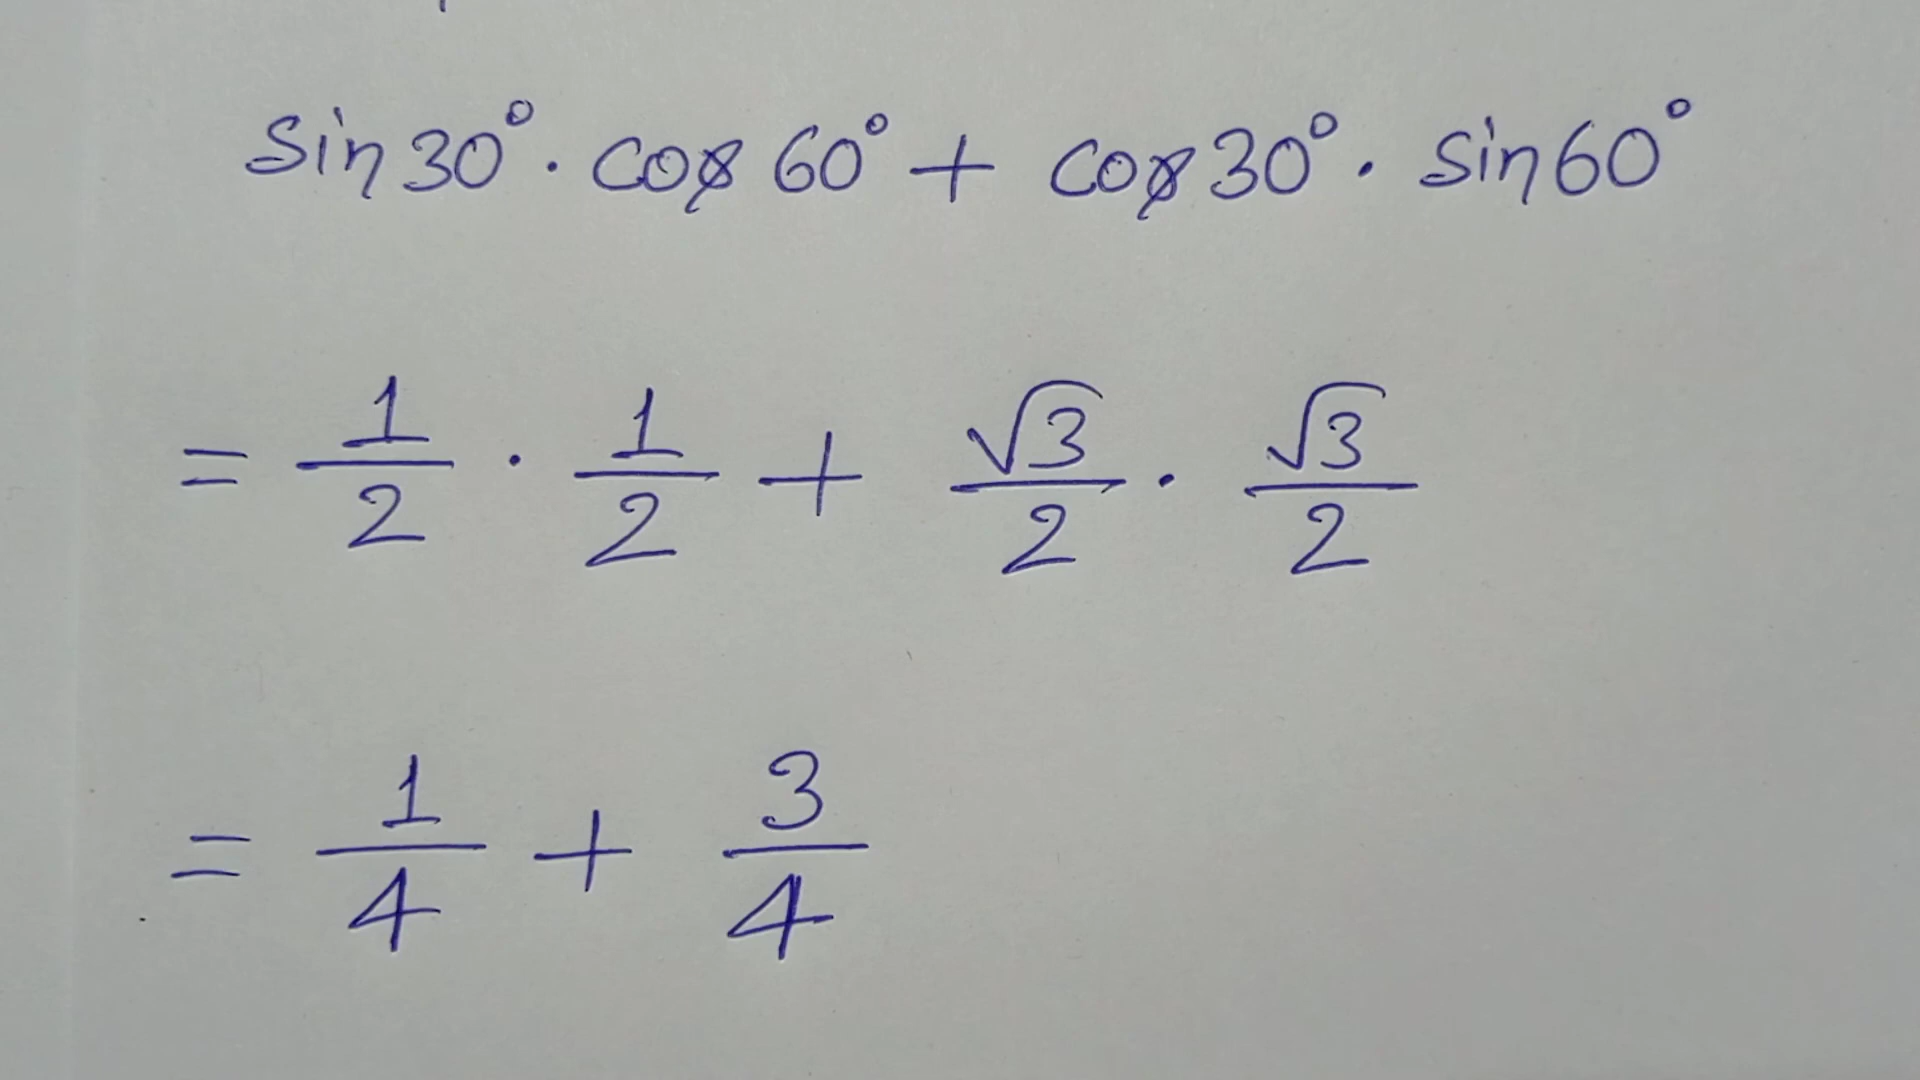 sin 30° · cos 60° + cos 30° · sin 60°
= 1/2 · 1/2 + √3/2 · √3/2
= 1/4 + 3/4